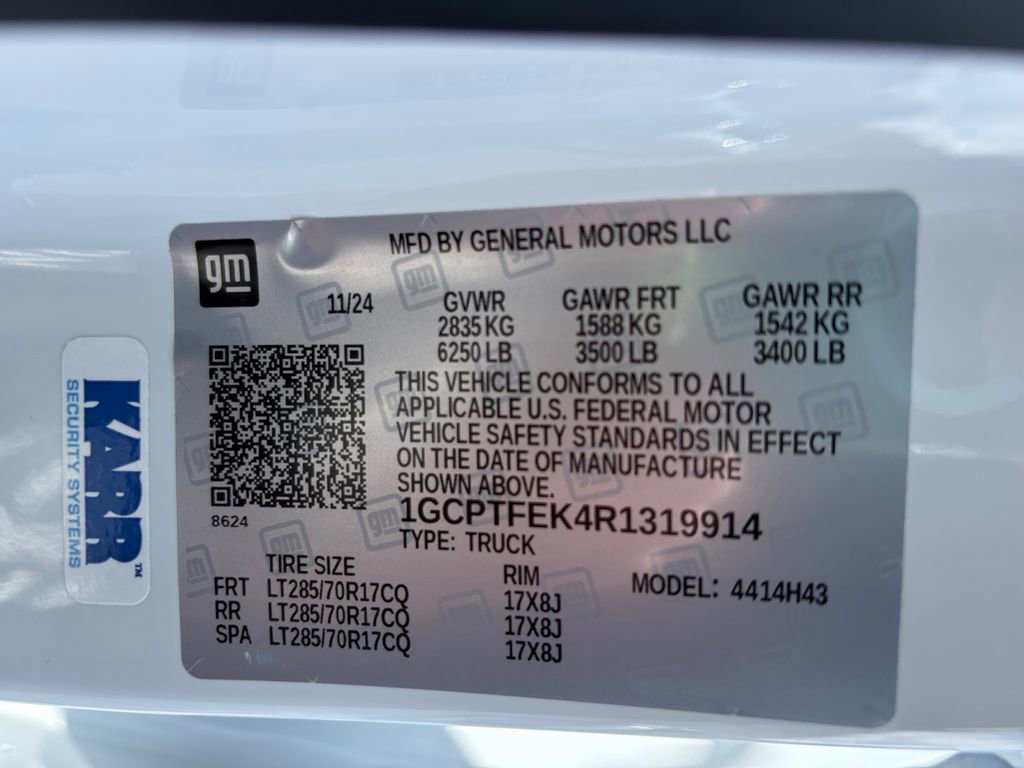 MFD BY GENERAL MOTORS LLC
gm
11/24
GVWR GAWR FRT GAWR RR
2835 KG 1588 KG 1542 KG
6250 LB 3500 LB 3400 LB
THIS VEHICLE CONFORMS TO ALL
APPLICABLE U.S. FEDERAL MOTOR
VEHICLE SAFETY STANDARDS IN EFFECT
ON THE DATE OF MANUFACTURE
SHOWN ABOVE.
8624
1GCPTFEK4R1319914
TYPE: TRUCK
TIRE SIZE RIM MODEL: 4414H43
FRT LT285/70R17CQ 17X8J
RR LT285/70R17CQ 17X8J
SPA LT285/70R17CQ 17X8J
KARR™
SECURITY SYSTEMS